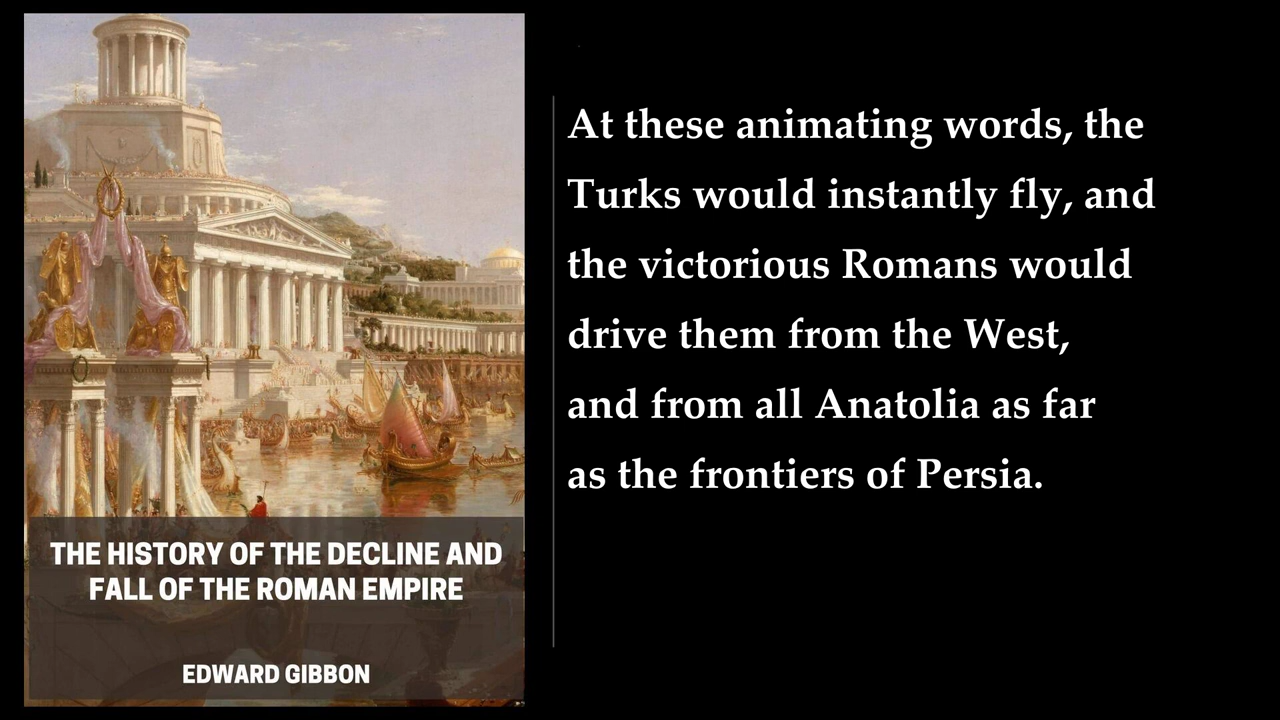 THE HISTORY OF THE DECLINE AND
FALL OF THE ROMAN EMPIRE
EDWARD GIBBON
At these animating words, the
Turks would instantly fly, and
the victorious Romans would
drive them from the West,
and from all Anatolia as far
as the frontiers of Persia.